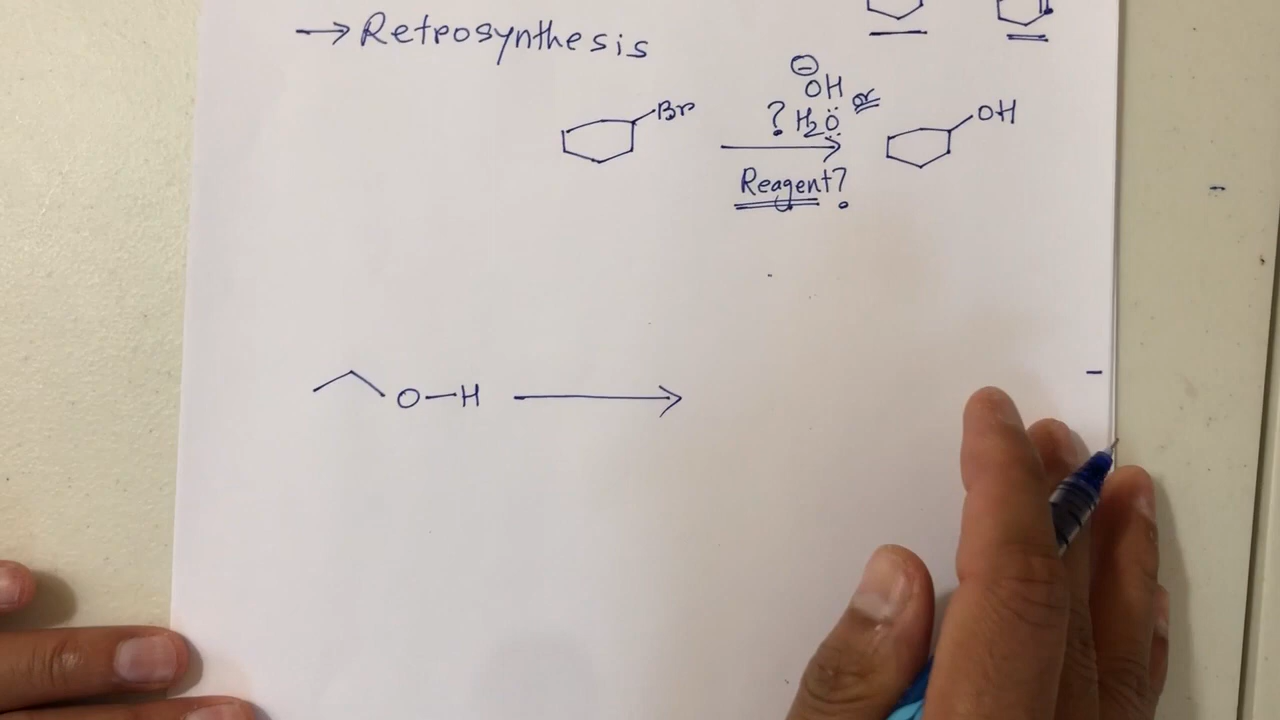 → Retrosynthesis
⊖
OH
Br ? H₂Ö or OH
Reagent?
O—H →